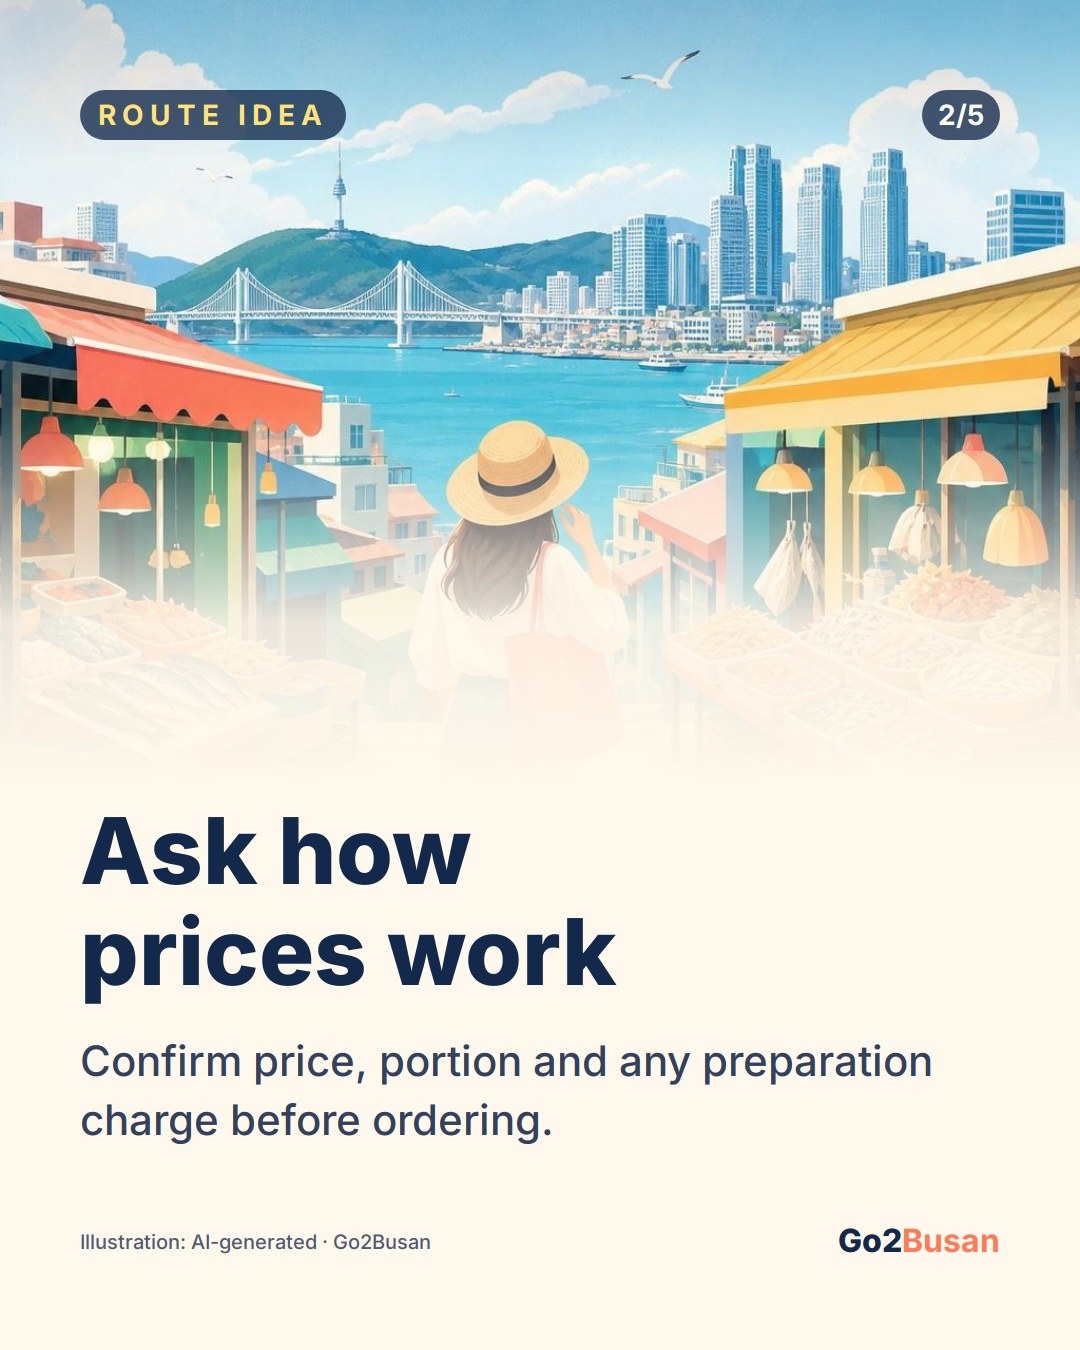 ROUTE IDEA
2/5
Ask how
prices work
Confirm price, portion and any preparation
charge before ordering.
Illustration: AI-generated · Go2Busan
Go2Busan